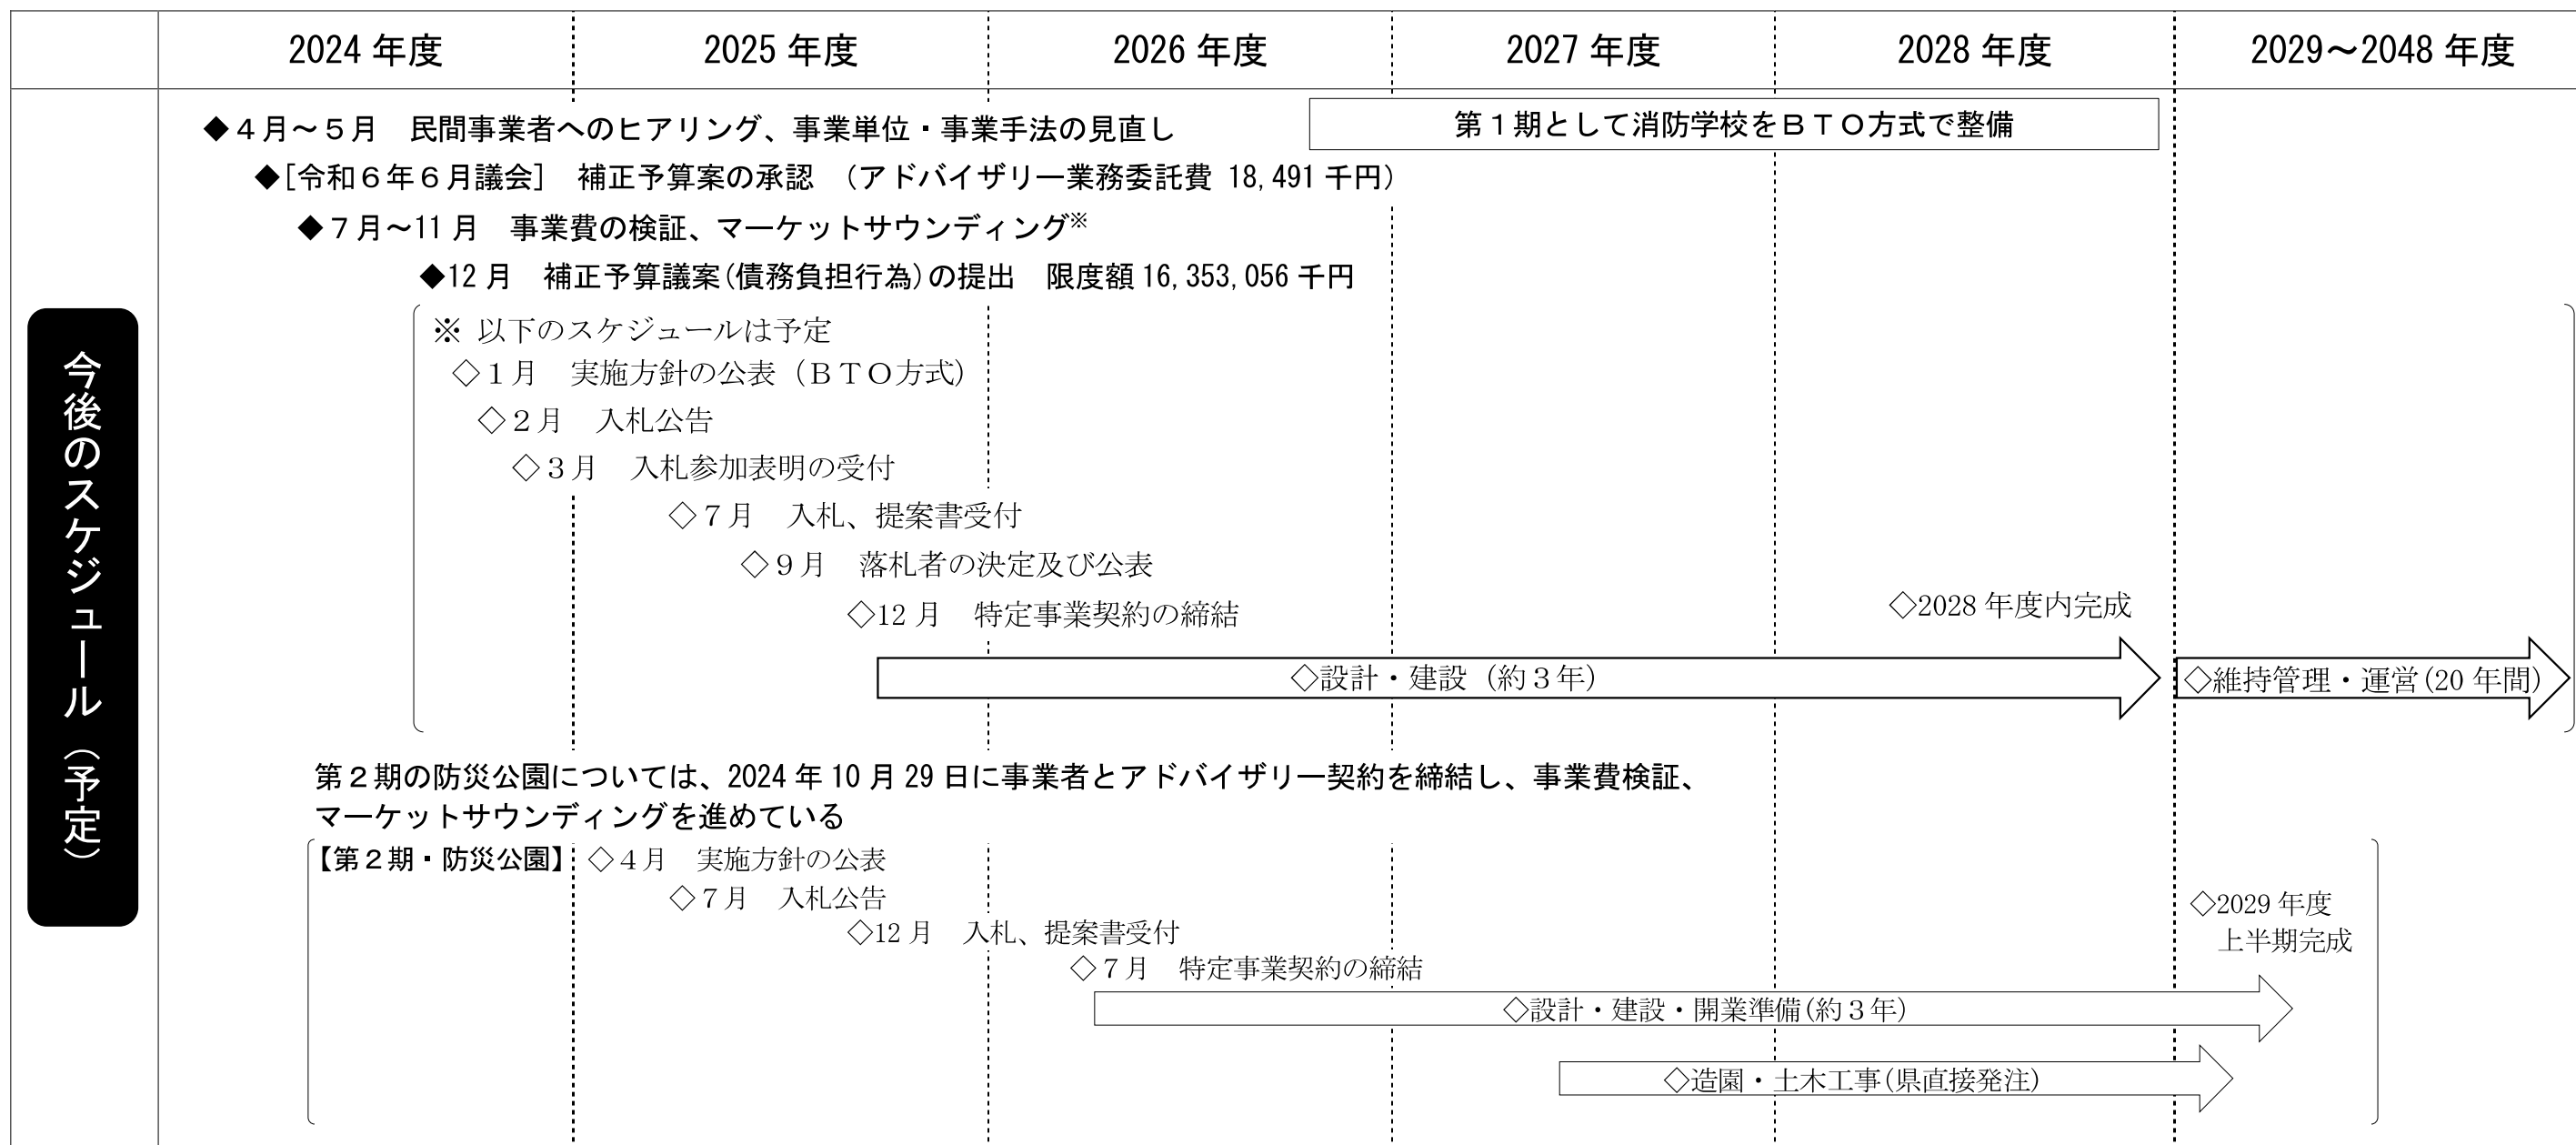 2024 年度 2025 年度 2026 年度 2027 年度 2028 年度 2029～2048 年度
今後のスケジュール（予定）
◆４月～５月　民間事業者へのヒアリング、事業単位・事業手法の見直し
第１期として消防学校をＢＴＯ方式で整備
◆[令和６年６月議会]　補正予算案の承認　（アドバイザリー業務委託費 18,491 千円）
◆７月～11 月　事業費の検証、マーケットサウンディング※
◆12 月　補正予算議案(債務負担行為)の提出　限度額 16,353,056 千円
※ 以下のスケジュールは予定
◇１月　実施方針の公表（ＢＴＯ方式）
◇２月　入札公告
◇３月　入札参加表明の受付
◇７月　入札、提案書受付
◇９月　落札者の決定及び公表
◇12 月　特定事業契約の締結
◇2028 年度内完成
◇設計・建設（約３年）
◇維持管理・運営(20 年間)
第２期の防災公園については、2024 年 10 月 29 日に事業者とアドバイザリー契約を締結し、事業費検証、
マーケットサウンディングを進めている
【第２期・防災公園】 ◇４月　実施方針の公表
◇７月　入札公告
◇12 月　入札、提案書受付
◇７月　特定事業契約の締結
◇2029 年度
上半期完成
◇設計・建設・開業準備(約３年)
◇造園・土木工事(県直接発注)